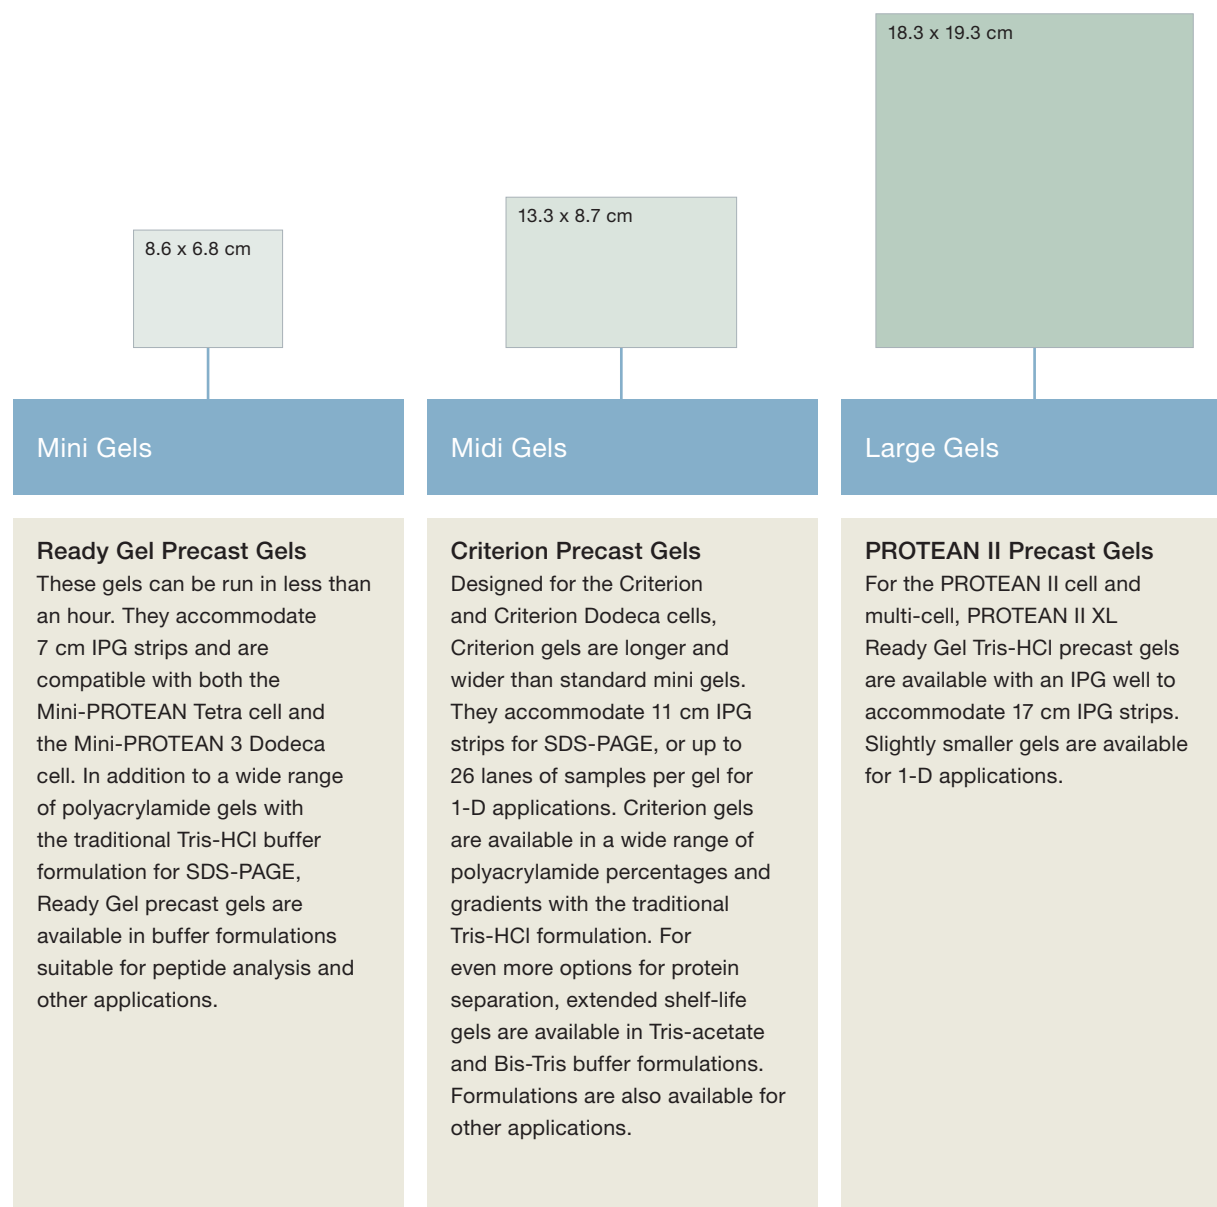 18.3 x 19.3 cm
13.3 x 8.7 cm
8.6 x 6.8 cm
Mini Gels
Midi Gels
Large Gels
Ready Gel Precast Gels
These gels can be run in less than
an hour. They accommodate
7 cm IPG strips and are
compatible with both the
Mini-PROTEAN Tetra cell and
the Mini-PROTEAN 3 Dodeca
cell. In addition to a wide range
of polyacrylamide gels with
the traditional Tris-HCl buffer
formulation for SDS-PAGE,
Ready Gel precast gels are
available in buffer formulations
suitable for peptide analysis and
other applications.
Criterion Precast Gels
Designed for the Criterion
and Criterion Dodeca cells,
Criterion gels are longer and
wider than standard mini gels.
They accommodate 11 cm IPG
strips for SDS-PAGE, or up to
26 lanes of samples per gel for
1-D applications. Criterion gels
are available in a wide range of
polyacrylamide percentages and
gradients with the traditional
Tris-HCl formulation. For
even more options for protein
separation, extended shelf-life
gels are available in Tris-acetate
and Bis-Tris buffer formulations.
Formulations are also available for
other applications.
PROTEAN II Precast Gels
For the PROTEAN II cell and
multi-cell, PROTEAN II XL
Ready Gel Tris-HCl precast gels
are available with an IPG well to
accommodate 17 cm IPG strips.
Slightly smaller gels are available
for 1-D applications.